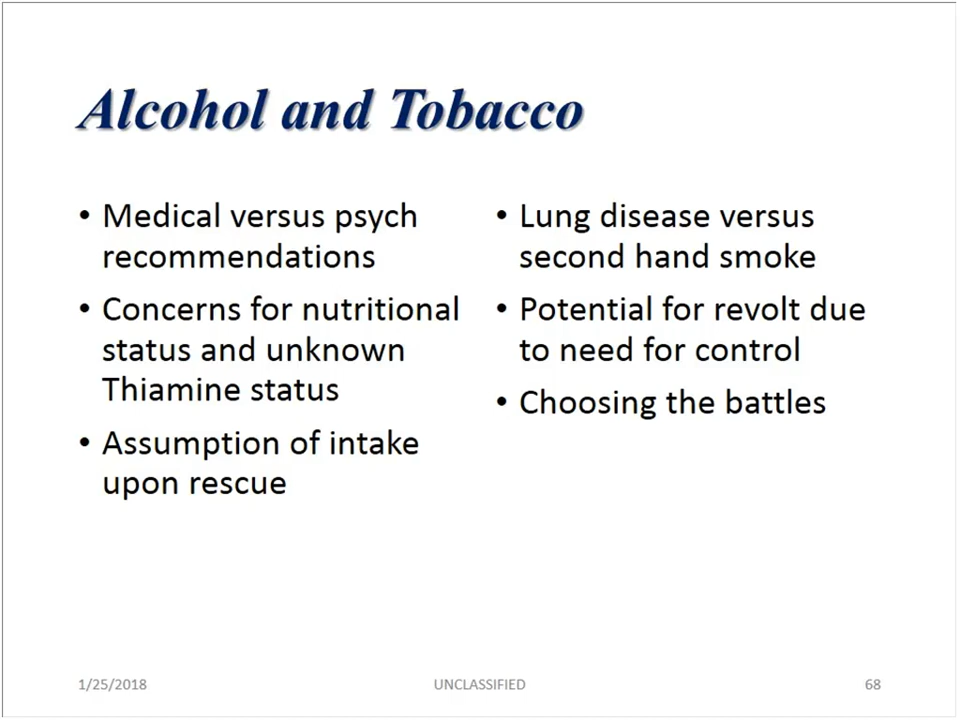 Alcohol and Tobacco
• Medical versus psych
recommendations
• Concerns for nutritional
status and unknown
Thiamine status
• Assumption of intake
upon rescue
• Lung disease versus
second hand smoke
• Potential for revolt due
to need for control
• Choosing the battles
1/25/2018
UNCLASSIFIED
68